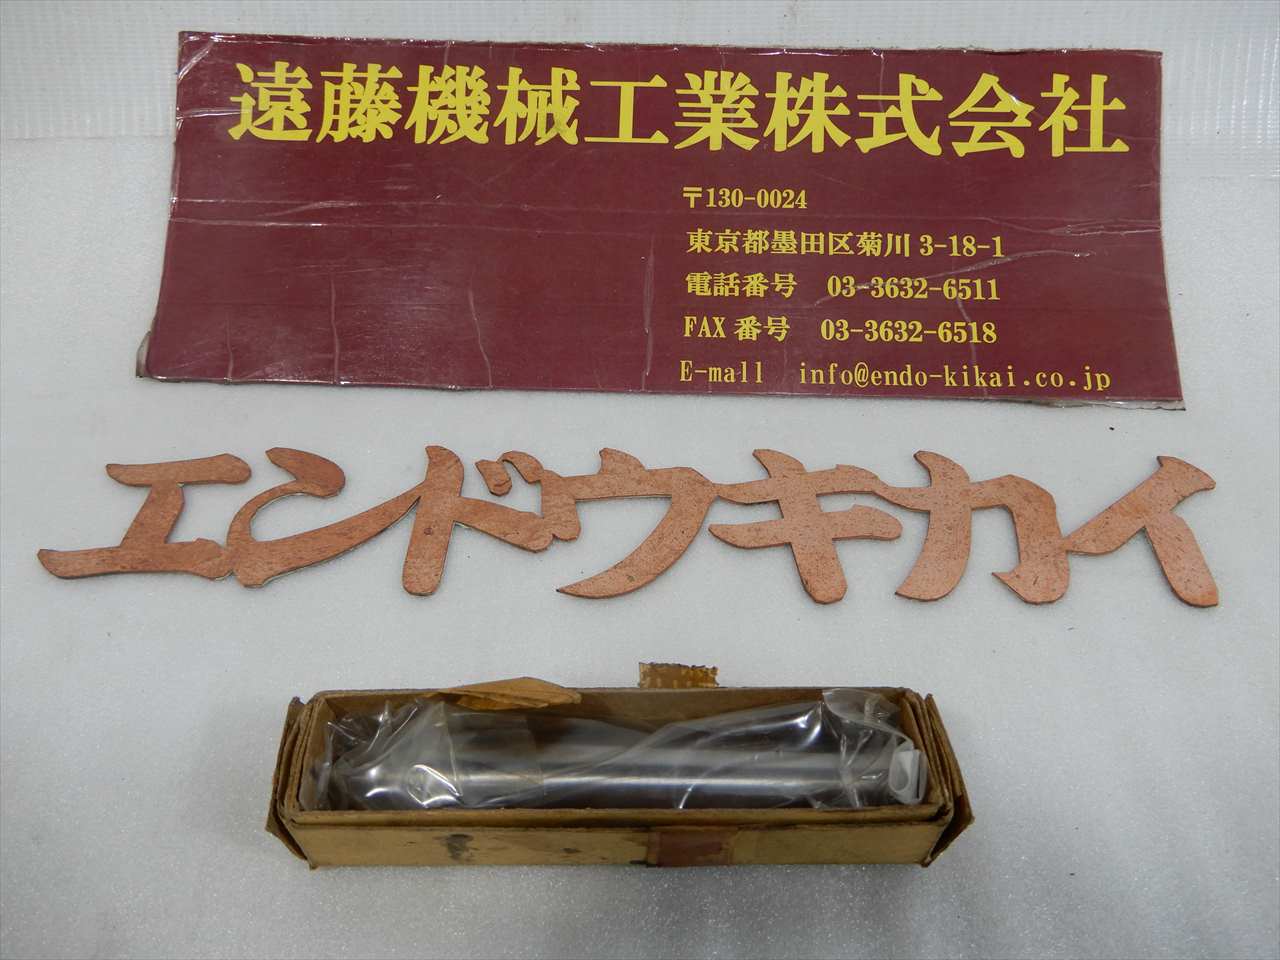 遠藤機械工業株式会社
〒130-0024
東京都墨田区菊川 3-18-1
電話番号 03-3632-6511
FAX 番号 03-3632-6518
E-mall info@endo-kikai.co.jp
エンドウキカイ